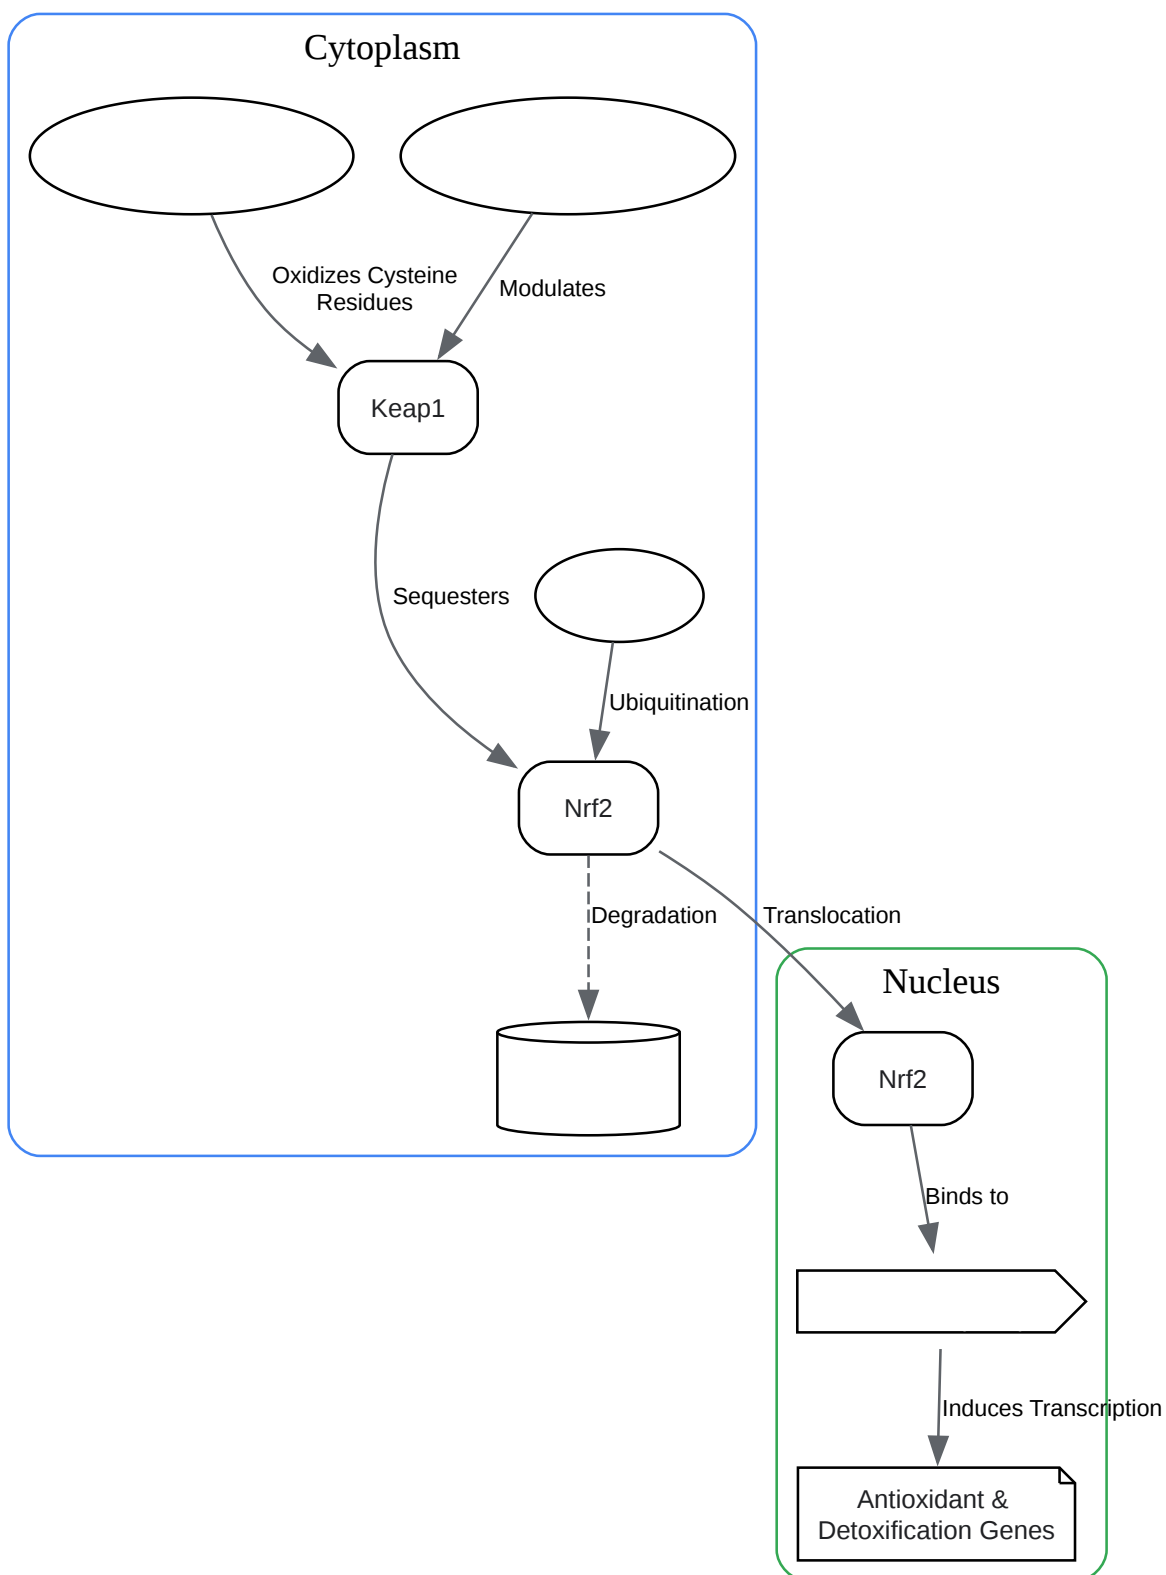 Cytoplasm
Oxidizes Cysteine
Residues
Modulates
Keap1
Sequesters
Ubiquitination
Nrf2
Degradation
Translocation
Nucleus
Nrf2
Binds to
Induces Transcription
Antioxidant &
Detoxification Genes